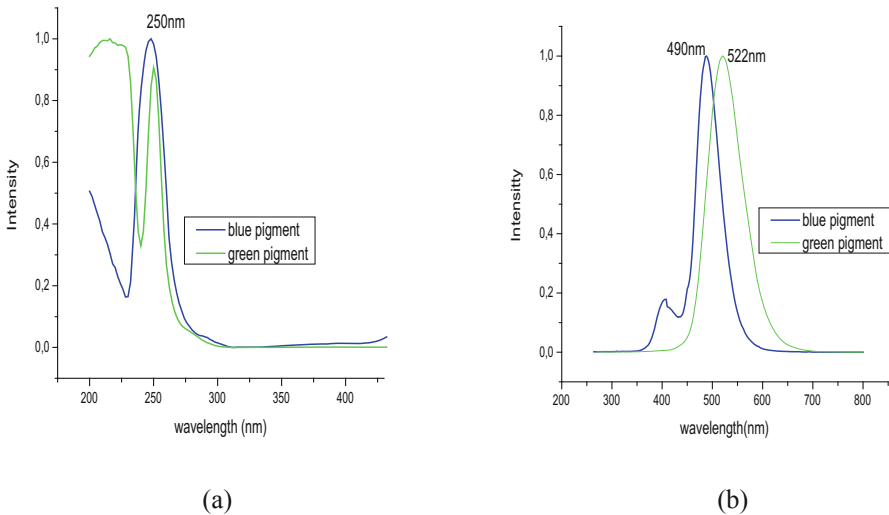 250nm
1,0
0,8
0,6
0,4
0,2
0,0
Intensity
blue pigment
green pigment
200 250 300 350 400
wavelength (nm)
(a)
490nm
522nm
1,0
0,8
0,6
0,4
0,2
0,0
Intensitty
blue pigment
green pigment
200 300 400 500 600 700 800
wavelength(nm)
(b)